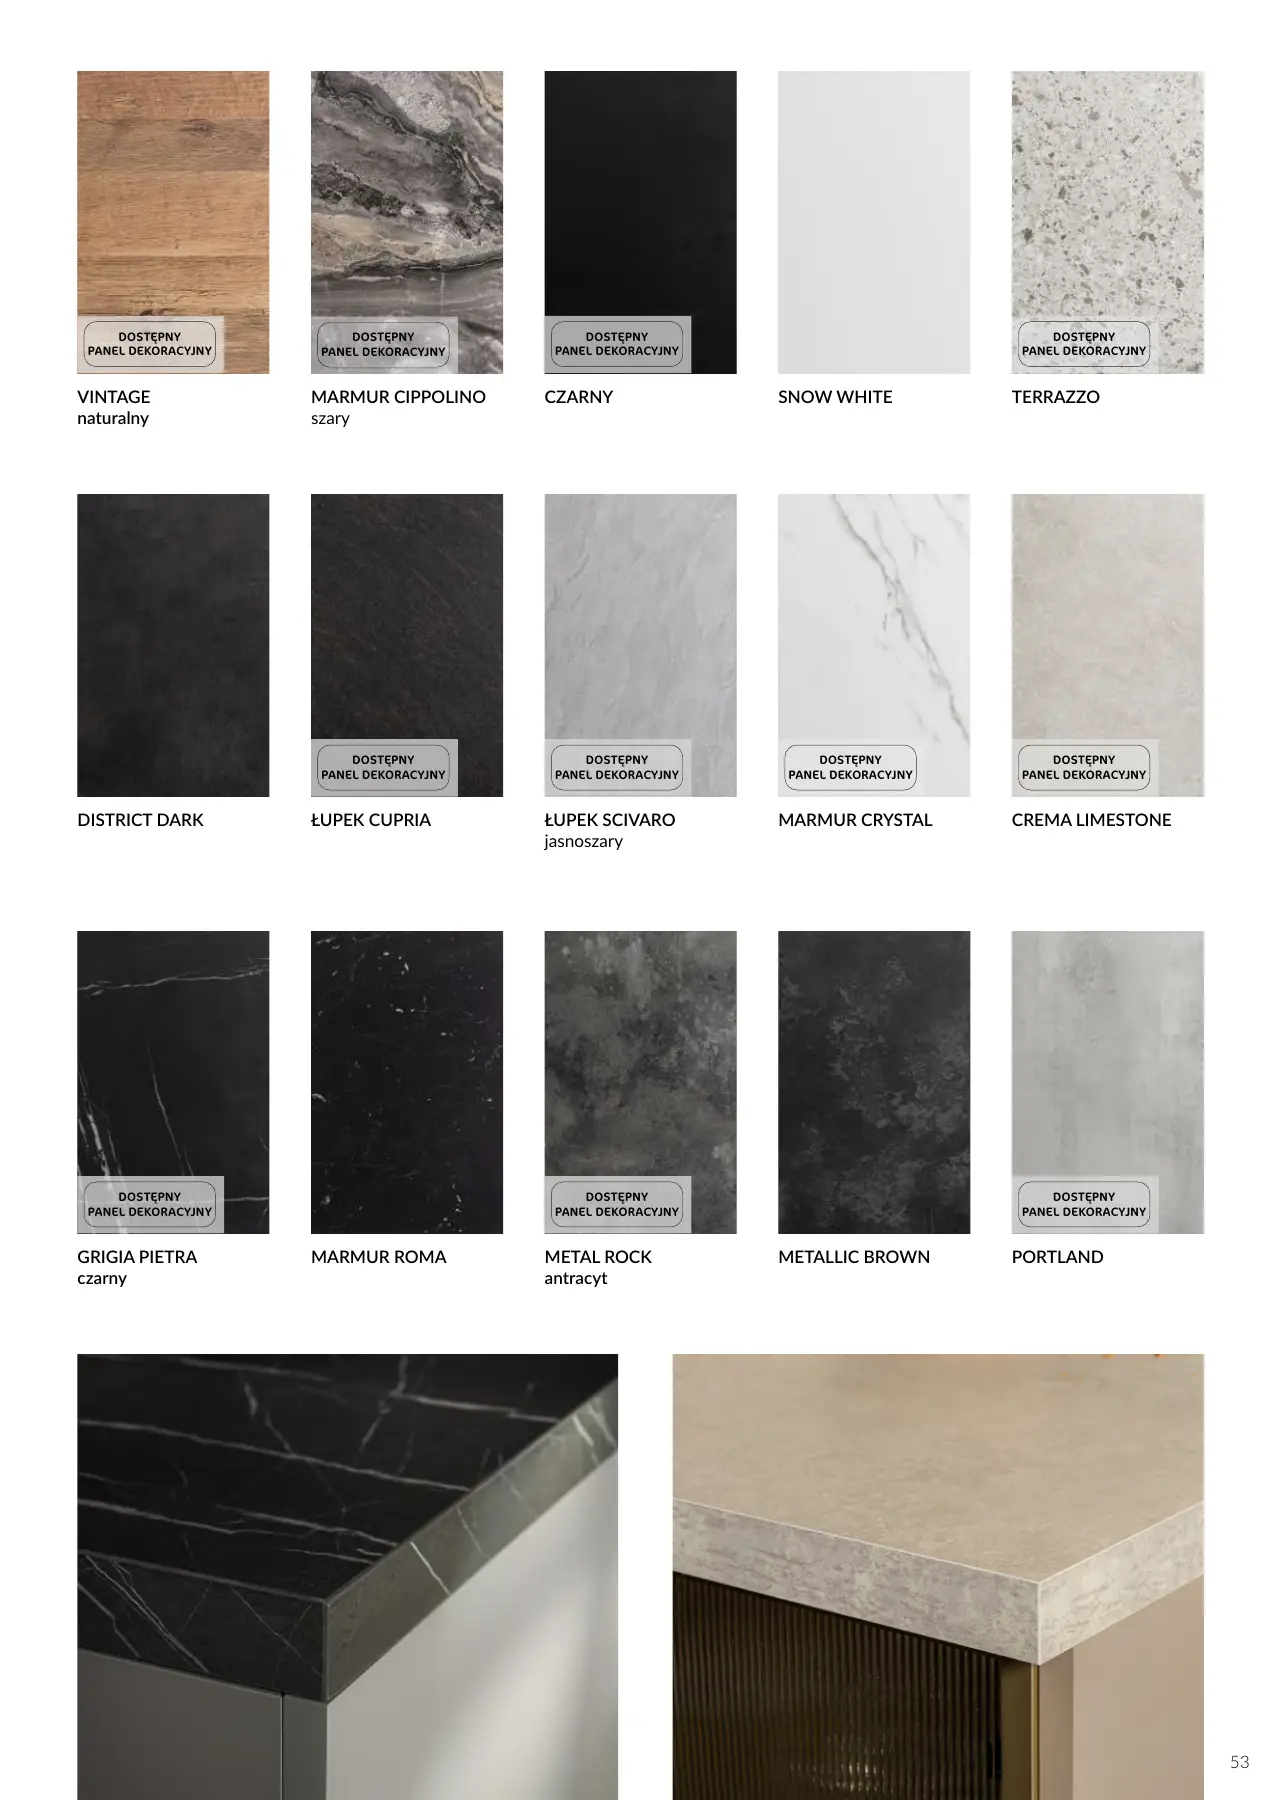 DOSTĘPNY
PANEL DEKORACYJNY
VINTAGE
naturalny
DOSTĘPNY
PANEL DEKORACYJNY
MARMUR CIPPOLINO
szary
DOSTĘPNY
PANEL DEKORACYJNY
CZARNY
SNOW WHITE
DOSTĘPNY
PANEL DEKORACYJNY
TERRAZZO
DISTRICT DARK
DOSTĘPNY
PANEL DEKORACYJNY
ŁUPEK CUPRIA
DOSTĘPNY
PANEL DEKORACYJNY
ŁUPEK SCIVARO
jasnoszary
DOSTĘPNY
PANEL DEKORACYJNY
MARMUR CRYSTAL
DOSTĘPNY
PANEL DEKORACYJNY
CREMA LIMESTONE
DOSTĘPNY
PANEL DEKORACYJNY
GRIGIA PIETRA
czarny
MARMUR ROMA
DOSTĘPNY
PANEL DEKORACYJNY
METAL ROCK
antracyt
METALLIC BROWN
DOSTĘPNY
PANEL DEKORACYJNY
PORTLAND
53